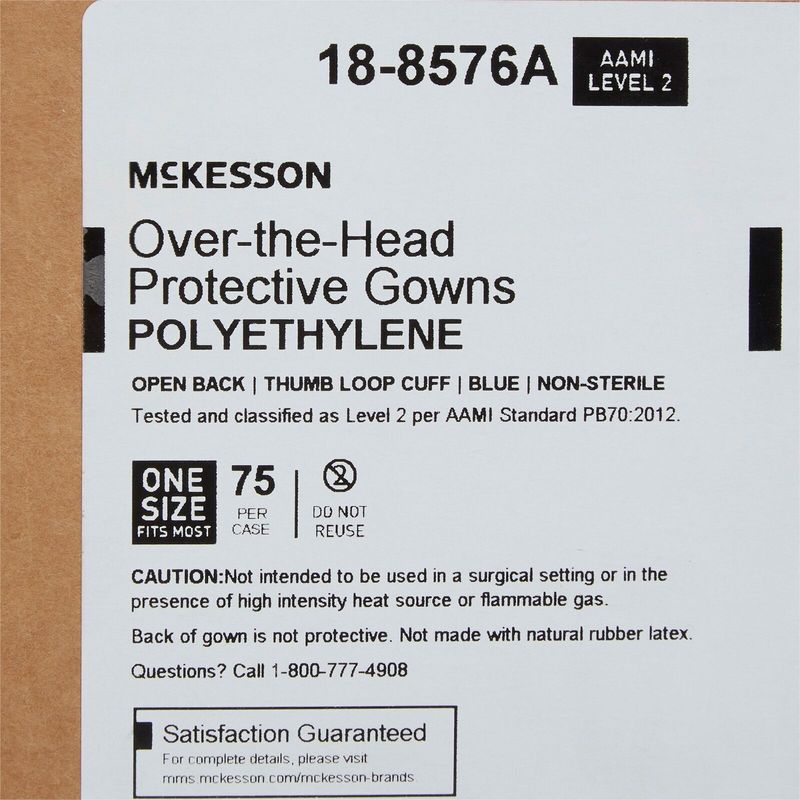 18-8576A
AAMI
LEVEL 2
McKESSON
Over-the-Head
Protective Gowns
POLYETHYLENE
OPEN BACK | THUMB LOOP CUFF | BLUE | NON-STERILE
Tested and classified as Level 2 per AAMI Standard PB70:2012.
ONE
SIZE
FITS MOST
75
PER
CASE
2
DO NOT
REUSE
CAUTION:Not intended to be used in a surgical setting or in the
presence of high intensity heat source or flammable gas.
Back of gown is not protective. Not made with natural rubber latex.
Questions? Call 1-800-777-4908
Satisfaction Guaranteed
For complete details, please visit
mms.mckesson.com/mckesson-brands.